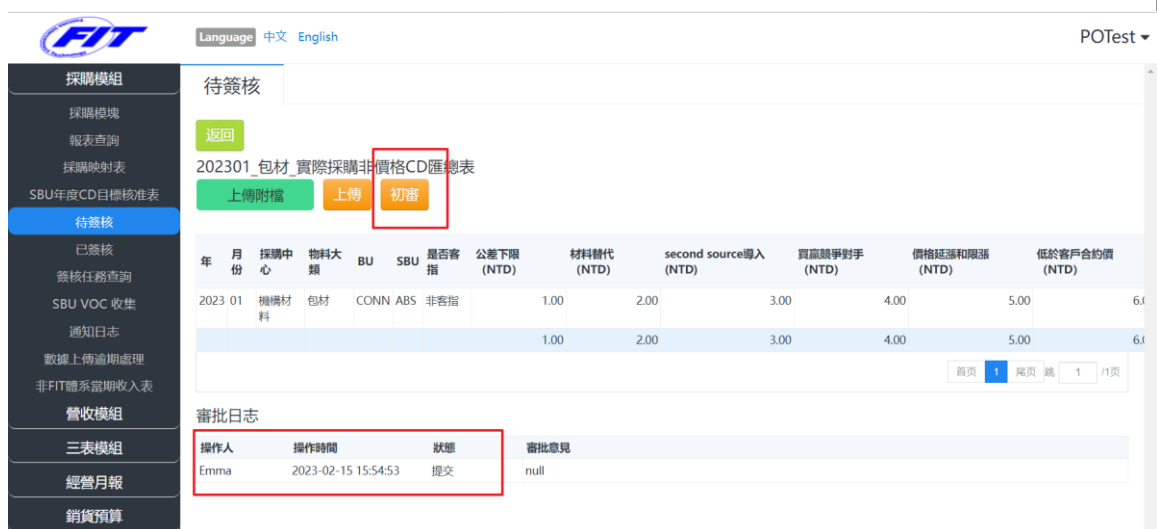 FIT
Language 中文 English
POTest
採購模組
採購模塊
報表查詢
採購映射表
SBU年度CD目標核准表
待簽核
已簽核
簽核任務查詢
SBU VOC 收集
通知日志
數據上傳逾期處理
非FIT體系當期收入表
營收模組
三表模組
經營月報
銷貨預算
待簽核
返回
202301_包材_實際採購非價格CD匯總表
上傳附檔 上傳 初審
年 月份 採購中心 物料大類 BU SBU 是否客指 公差下限(NTD) 材料替代(NTD) second source導入(NTD) 買贏競爭對手(NTD) 價格延漲和限漲(NTD) 低於客戶合約價(NTD)
2023 01 機構材料 包材 CONN ABS 非客指 1.00 2.00 3.00 4.00 5.00
1.00 2.00 3.00 4.00 5.00
首页 1 尾页 跳 1 /1页
審批日志
操作人 操作時間 狀態 審批意見
Emma 2023-02-15 15:54:53 提交 null